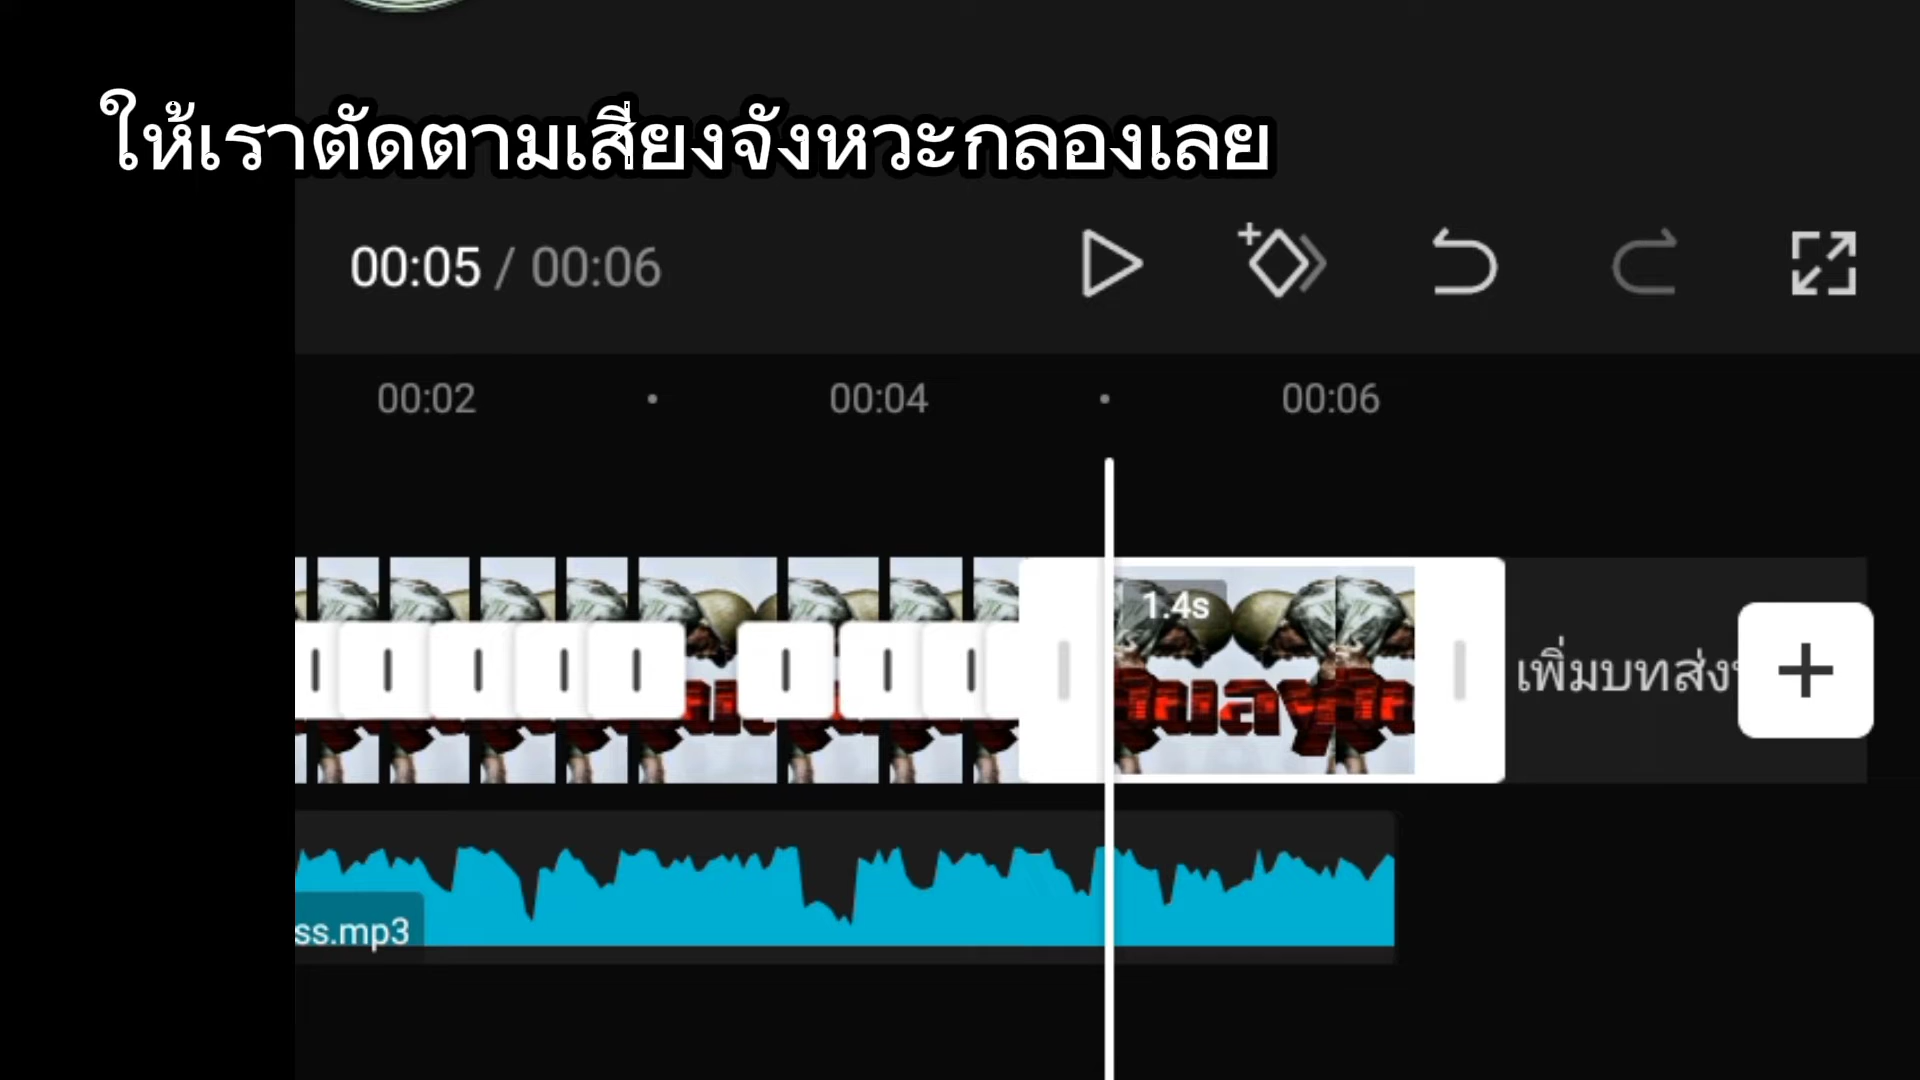 ให้เราตัดตามเสียงจังหวะกลองเลย
00:05 / 00:06
00:02 00:04 00:06
1.4s
เพิ่มบทส่ง
ss.mp3